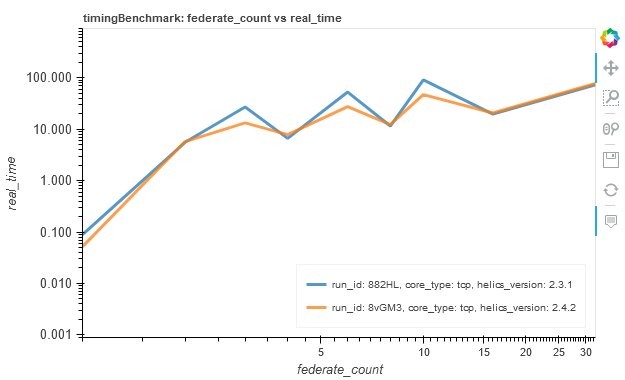 timingBenchmark: federate_count vs real_time
100.000
10.000
1.000
0.100
0.010
0.001
real_time
run_id: 882HL, core_type: tcp, helics_version: 2.3.1
run_id: 8vGM3, core_type: tcp, helics_version: 2.4.2
5 10 15 20 25 30
federate_count